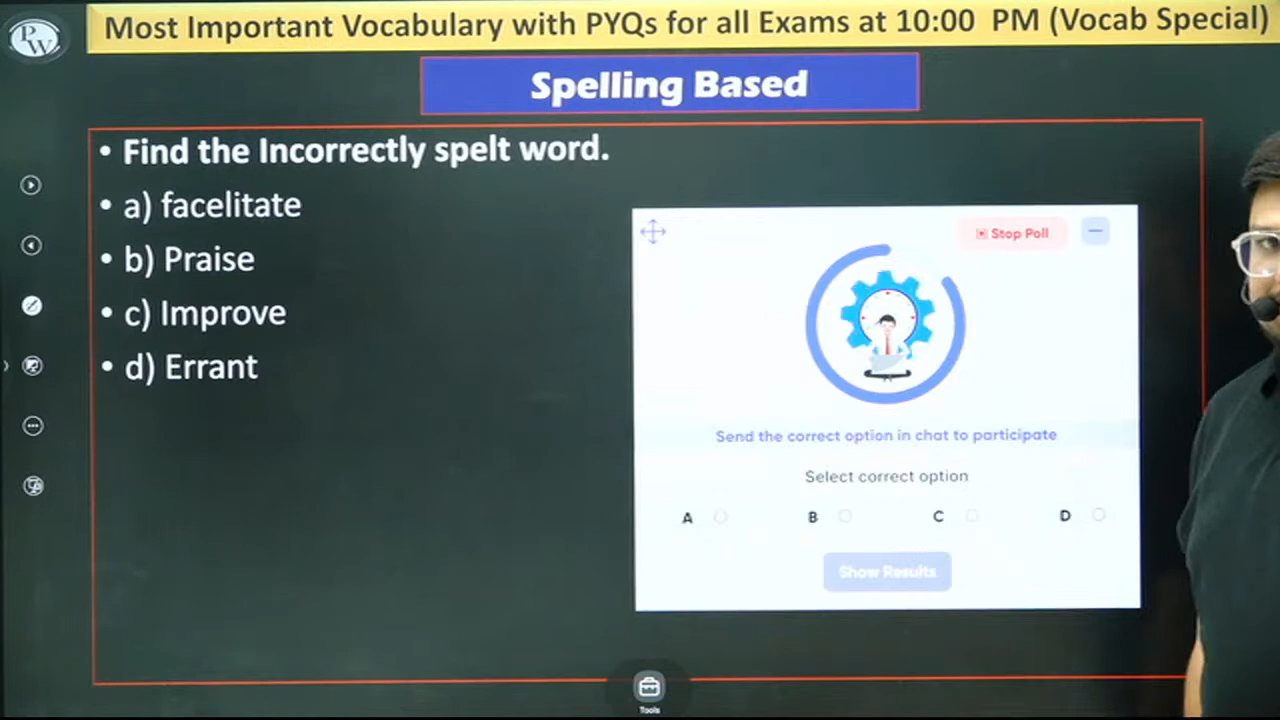 PW
Most Important Vocabulary with PYQs for all Exams at 10:00 PM (Vocab Special)
Spelling Based
• Find the Incorrectly spelt word.
• a) facelitate
• b) Praise
• c) Improve
• d) Errant
Stop Poll
Send the correct option in chat to participate
Select correct option
A B C D
Show Results
Tools